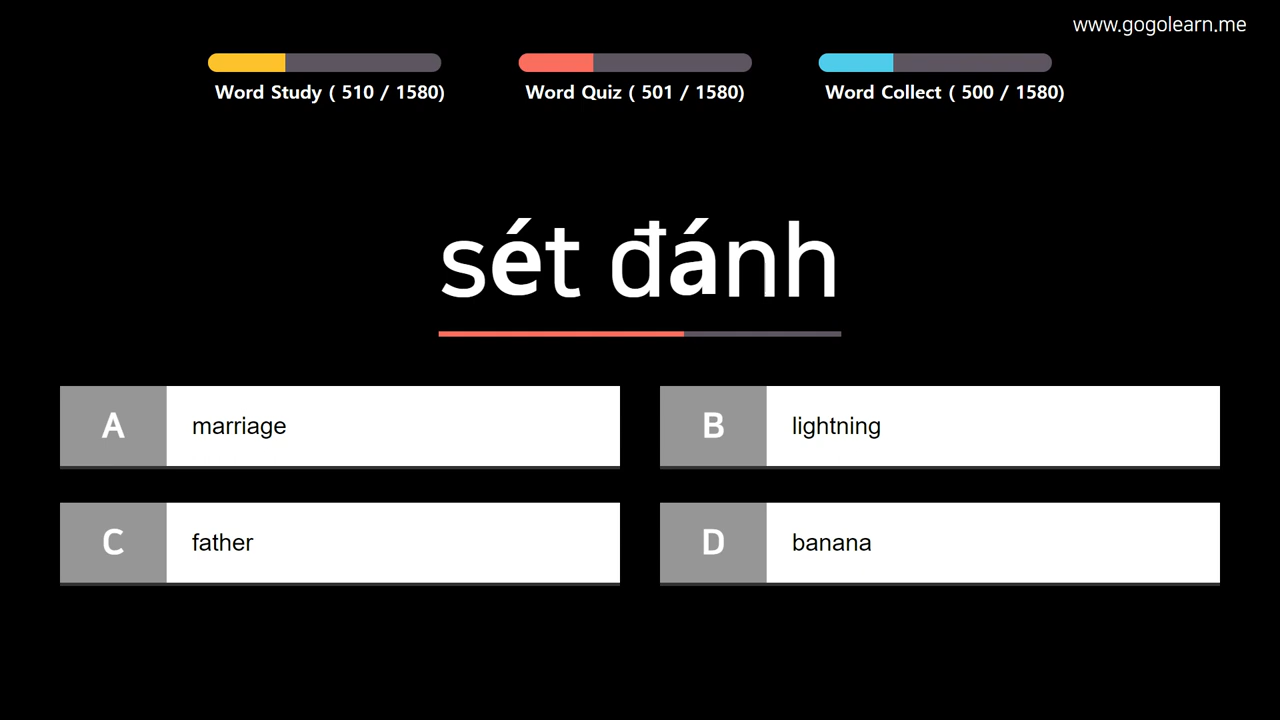 www.gogolearn.me
Word Study ( 510 / 1580)
Word Quiz ( 501 / 1580)
Word Collect ( 500 / 1580)
sét đánh
A marriage
B lightning
C father
D banana